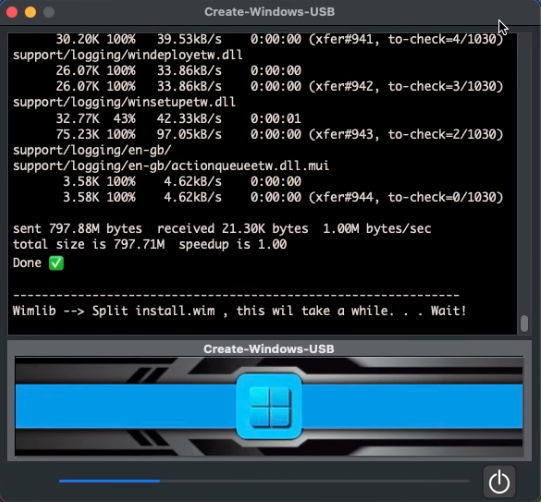 Create-Windows-USB
30.20K 100% 39.53kB/s 0:00:00 (xfer#941, to-check=4/1030)
support/logging/windeployetw.dll
26.07K 100% 33.86kB/s 0:00:00
26.07K 100% 33.86kB/s 0:00:00 (xfer#942, to-check=3/1030)
support/logging/winsetupetw.dll
32.77K 43% 42.33kB/s 0:00:01
75.23K 100% 97.05kB/s 0:00:00 (xfer#943, to-check=2/1030)
support/logging/en-gb/
support/logging/en-gb/actionqueueetw.dll.mui
3.58K 100% 4.62kB/s 0:00:00
3.58K 100% 4.62kB/s 0:00:00 (xfer#944, to-check=0/1030)
sent 797.88M bytes received 21.30K bytes 1.00M bytes/sec
total size is 797.71M speedup is 1.00
Done ✅
---------------------------------------------------------------
Wimlib --> Split install.wim , this wil take a while. . . Wait!
Create-Windows-USB